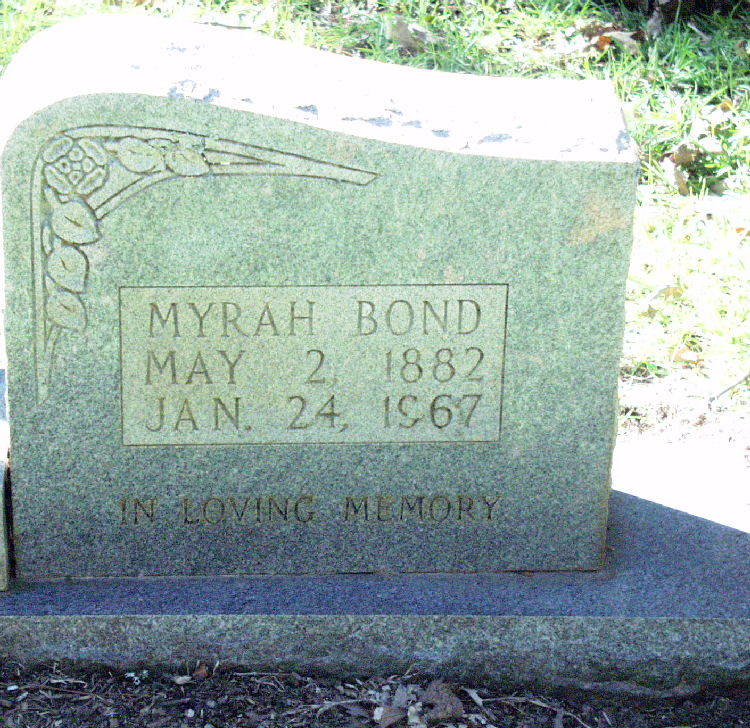 MYRAH BOND
MAY 2, 1882
JAN. 24, 1967
IN LOVING MEMORY